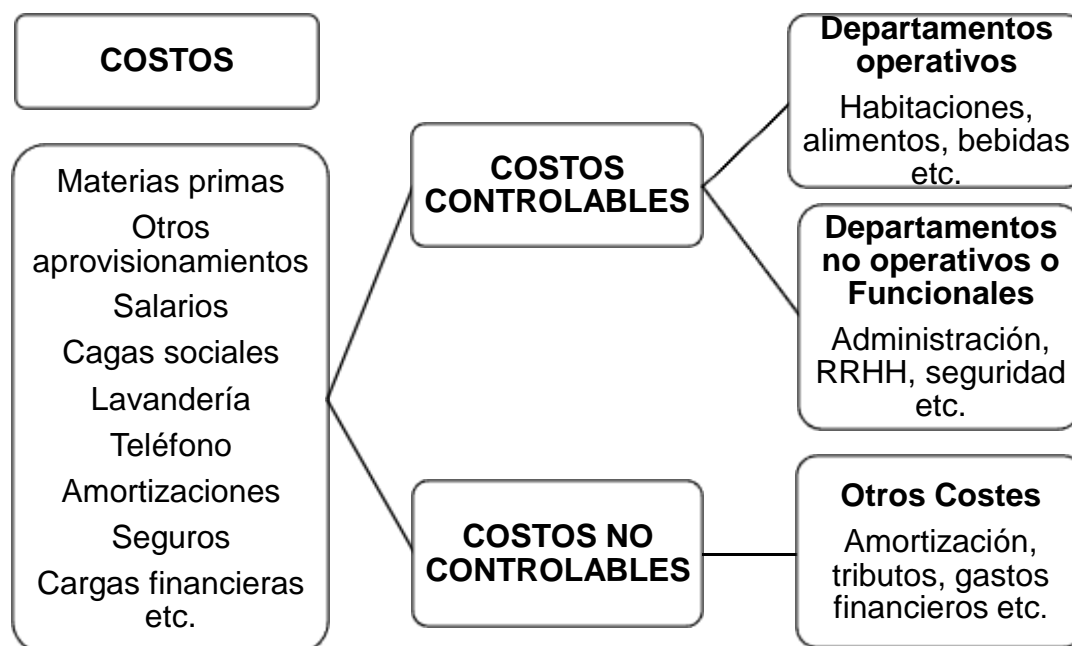 COSTOS
Materias primas
Otros
aprovisionamientos
Salarios
Cagas sociales
Lavandería
Teléfono
Amortizaciones
Seguros
Cargas financieras
etc.
COSTOS
CONTROLABLES
COSTOS NO
CONTROLABLES
Departamentos
operativos
Habitaciones,
alimentos, bebidas
etc.
Departamentos
no operativos o
Funcionales
Administración,
RRHH, seguridad
etc.
Otros Costes
Amortización,
tributos, gastos
financieros etc.